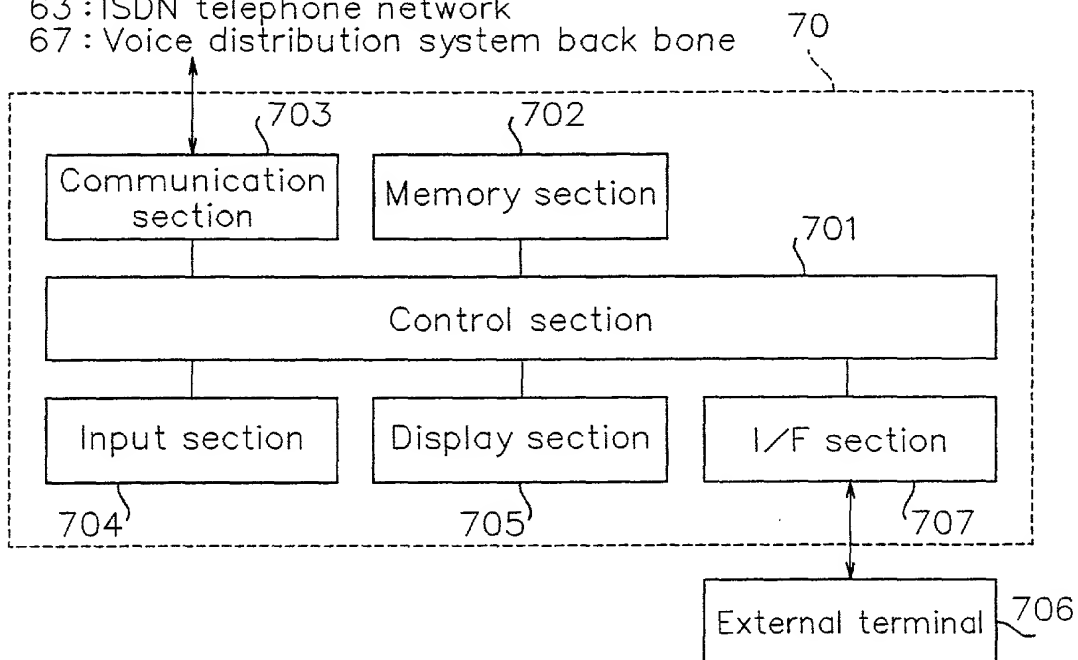 63 : ISDN telephone network
67 : Voice distribution system back bone
70
703
702
Communication
section
Memory section
701
Control section
Input section
Display section
I/F section
704
705
707
External terminal
706